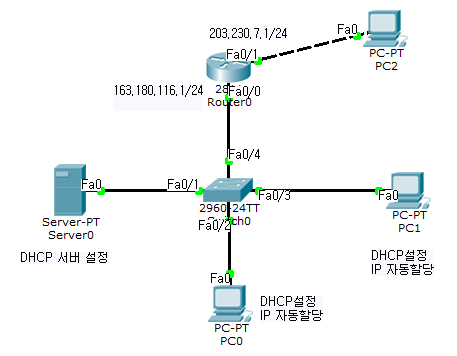 203,230,7,1/24
Fa0
Fa0/1
PC-PT
PC2
28
Router0
163,180,116,1/24
Fa0/0
Fa0/4
Fa0
Fa0/1
Fa0/3
Fa0
2960-24TT
Fa0/2
Server-PT
Server0
PC-PT
PC1
DHCP 서버 설정
DHCP설정
IP 자동할당
Fa0
PC-PT
PC0
DHCP설정
IP 자동할당